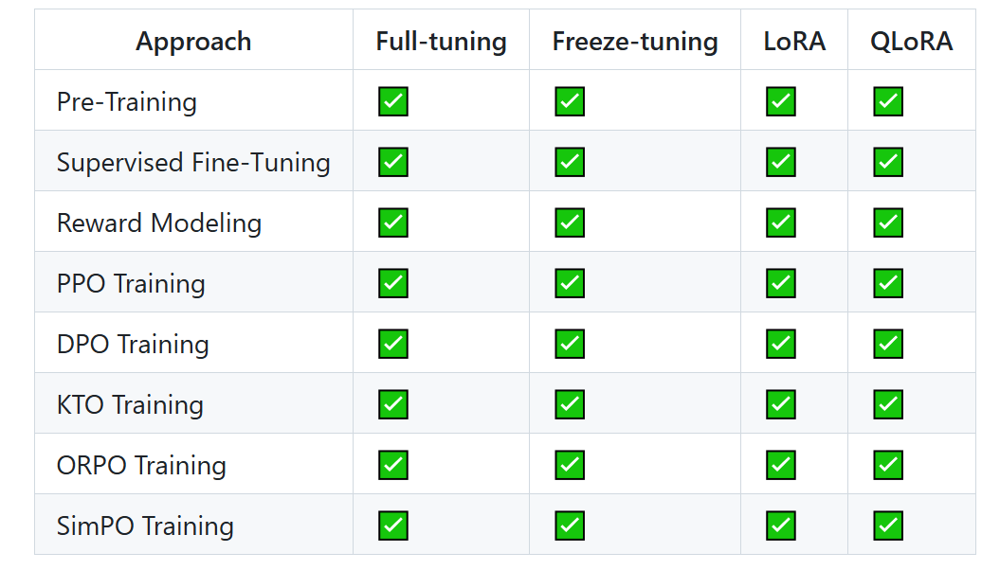 Approach Full-tuning Freeze-tuning LoRA QLoRA
Pre-Training ✅ ✅ ✅ ✅
Supervised Fine-Tuning ✅ ✅ ✅ ✅
Reward Modeling ✅ ✅ ✅ ✅
PPO Training ✅ ✅ ✅ ✅
DPO Training ✅ ✅ ✅ ✅
KTO Training ✅ ✅ ✅ ✅
ORPO Training ✅ ✅ ✅ ✅
SimPO Training ✅ ✅ ✅ ✅